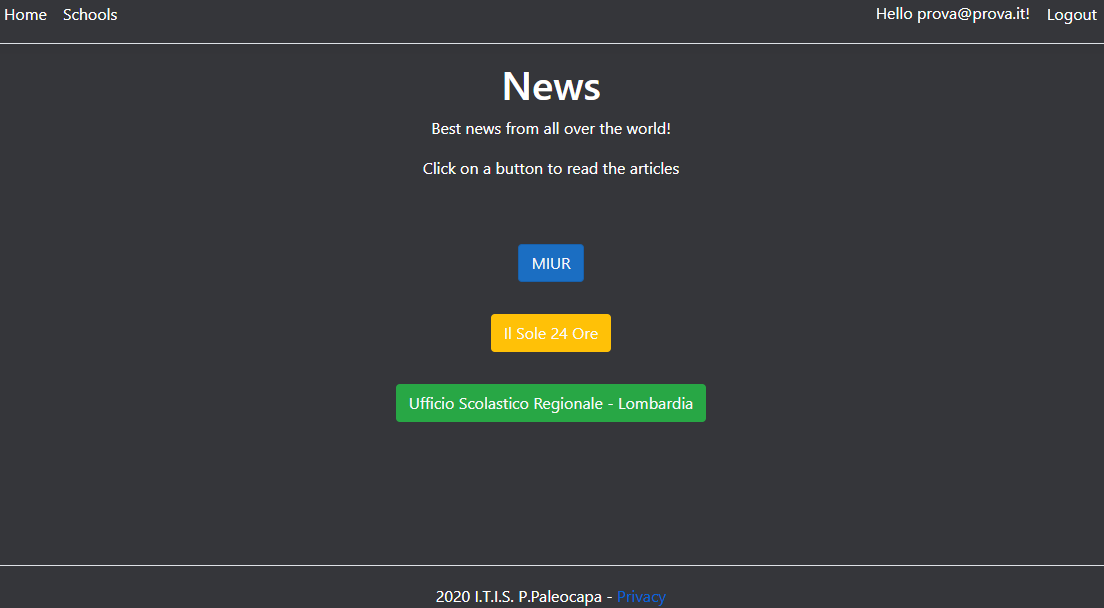 Home Schools Hello prova@prova.it! Logout
News
Best news from all over the world!
Click on a button to read the articles
MIUR
Il Sole 24 Ore
Ufficio Scolastico Regionale - Lombardia
2020 I.T.I.S. P.Paleocapa - Privacy